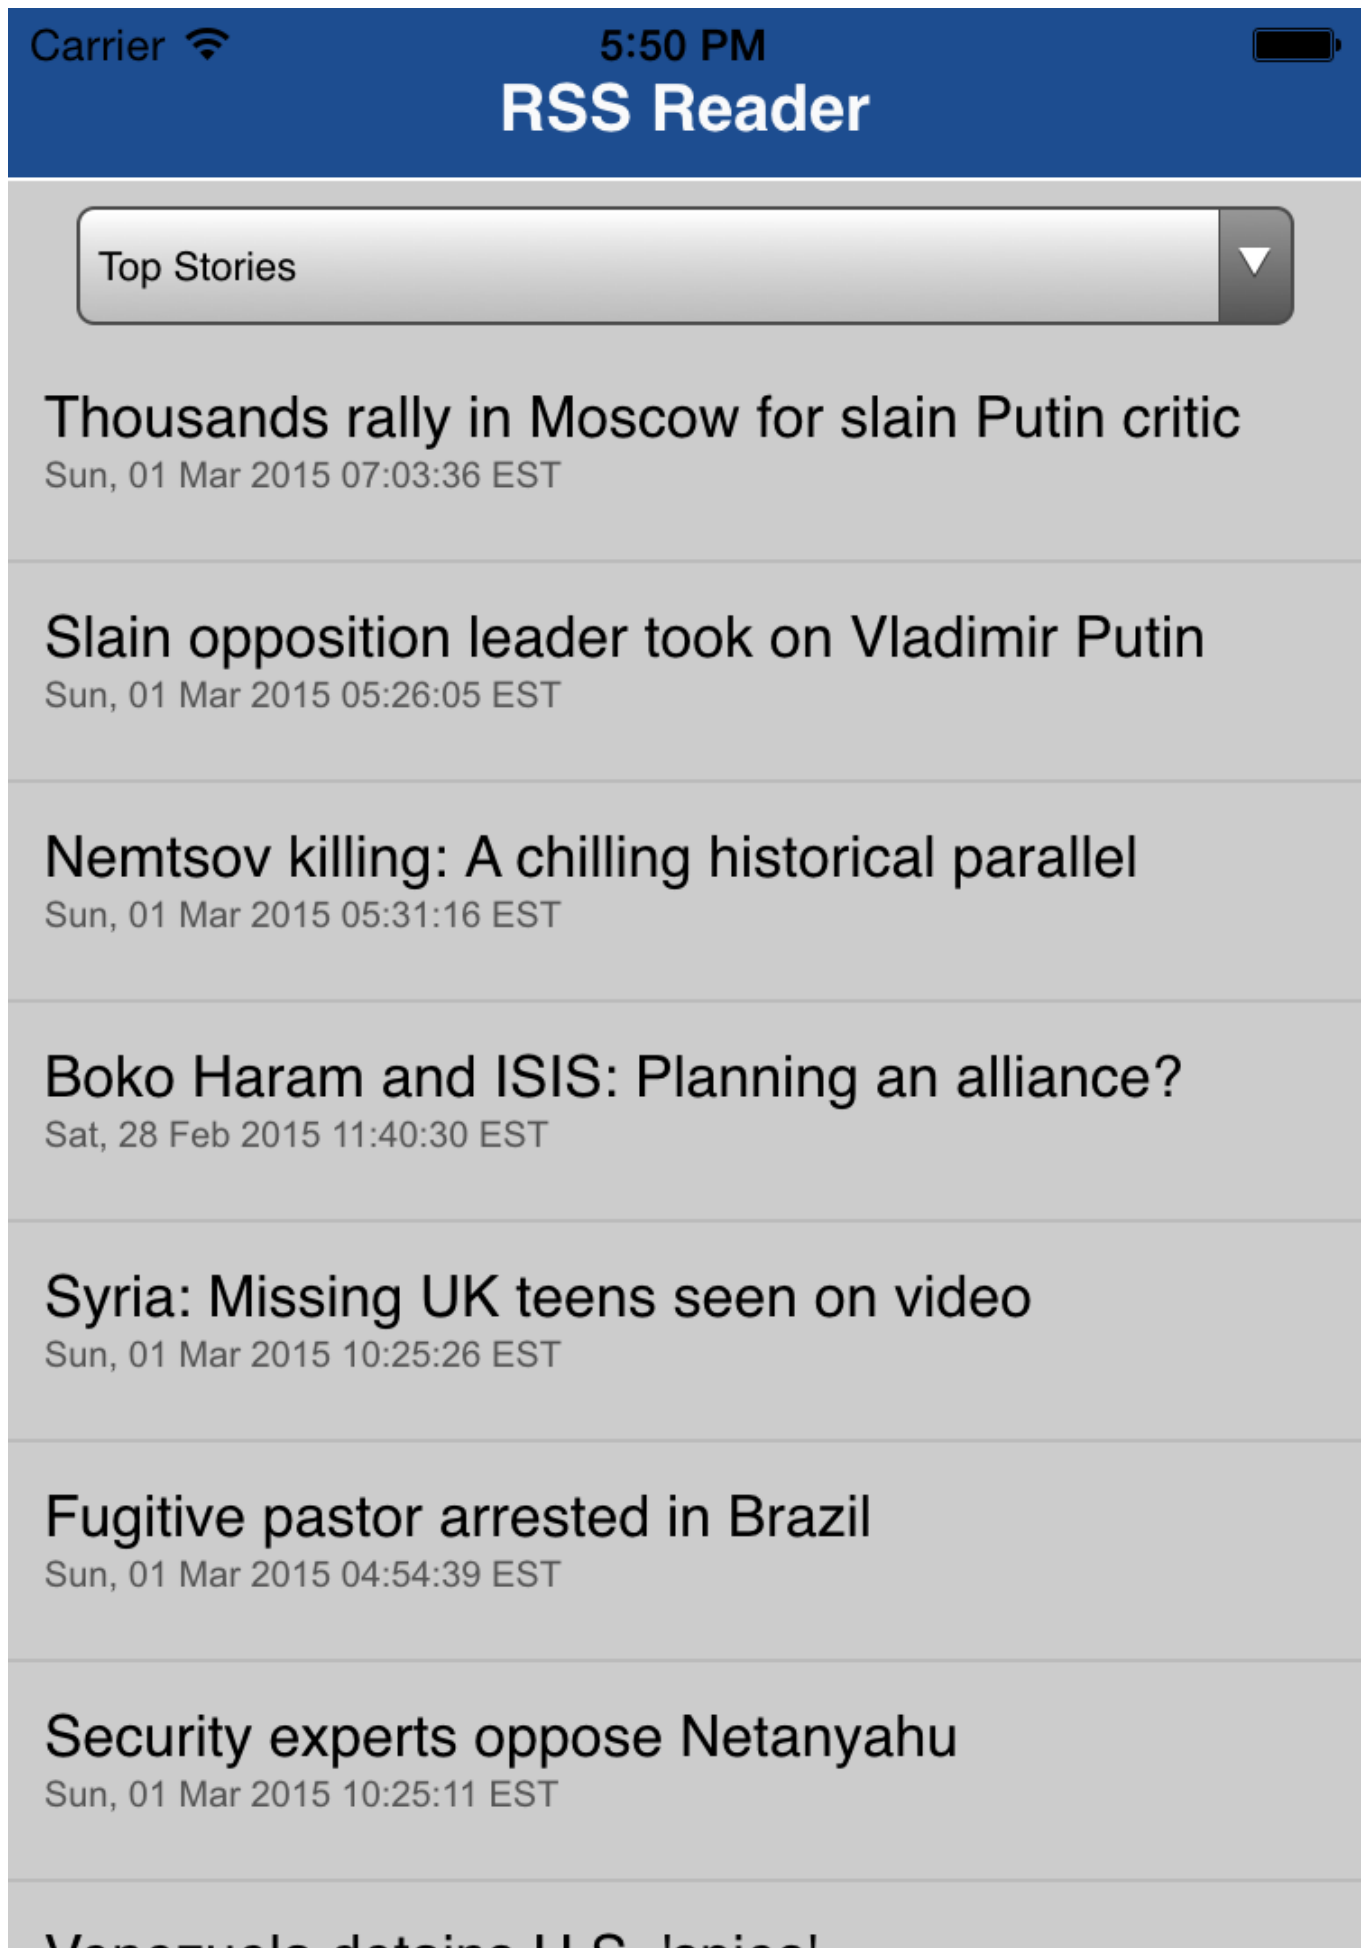 Carrier
5:50 PM
RSS Reader
Top Stories
Thousands rally in Moscow for slain Putin critic
Sun, 01 Mar 2015 07:03:36 EST
Slain opposition leader took on Vladimir Putin
Sun, 01 Mar 2015 05:26:05 EST
Nemtsov killing: A chilling historical parallel
Sun, 01 Mar 2015 05:31:16 EST
Boko Haram and ISIS: Planning an alliance?
Sat, 28 Feb 2015 11:40:30 EST
Syria: Missing UK teens seen on video
Sun, 01 Mar 2015 10:25:26 EST
Fugitive pastor arrested in Brazil
Sun, 01 Mar 2015 04:54:39 EST
Security experts oppose Netanyahu
Sun, 01 Mar 2015 10:25:11 EST
Venezuela detains U.S. 'spies'